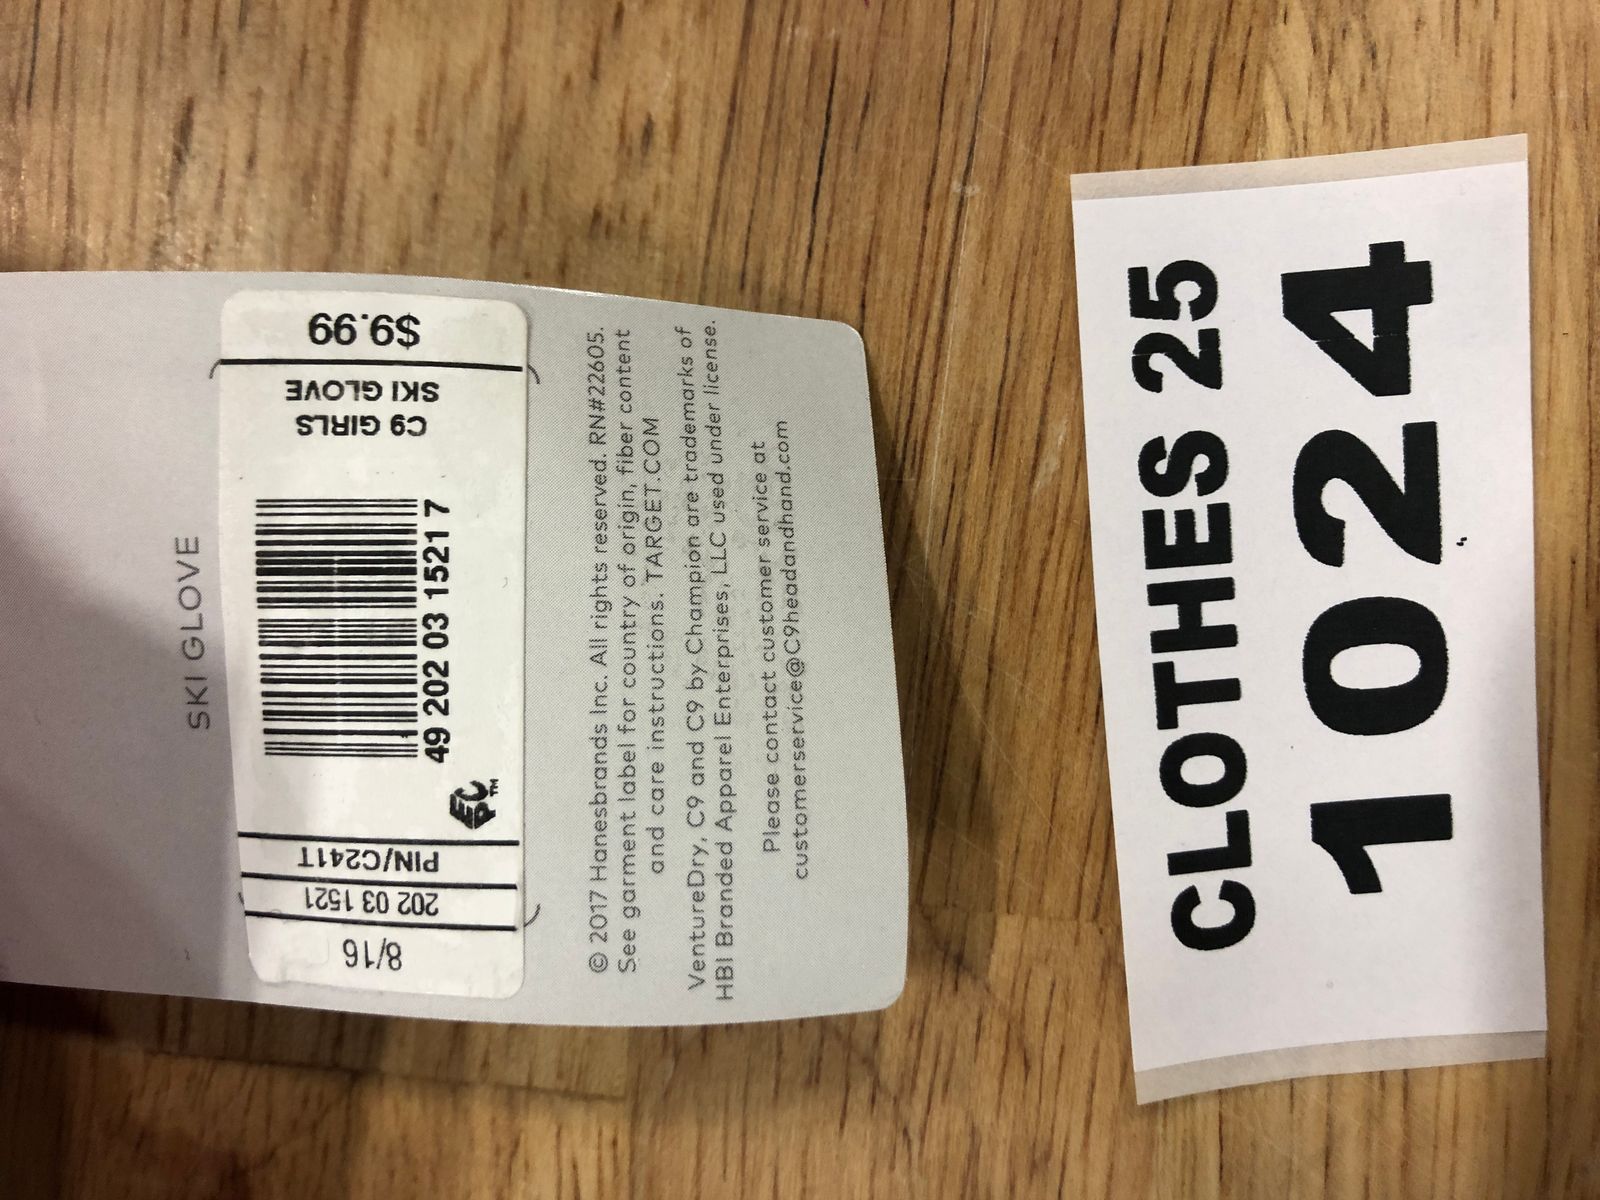 SKI GLOVE
$9.99
C9 GIRLS
SKI GLOVE
49 202 03 1521 7
EPC™
PIN/C241T
202 03 1521
8/16
© 2017 Hanesbrands Inc. All rights reserved. RN#22605.
See garment label for country of origin, fiber content
and care instructions. TARGET.COM
VentureDry, C9 and C9 by Champion are trademarks of
HBI Branded Apparel Enterprises, LLC used under license.
Please contact customer service at
customerservice@C9headandhand.com
CLOTHES 25
1024